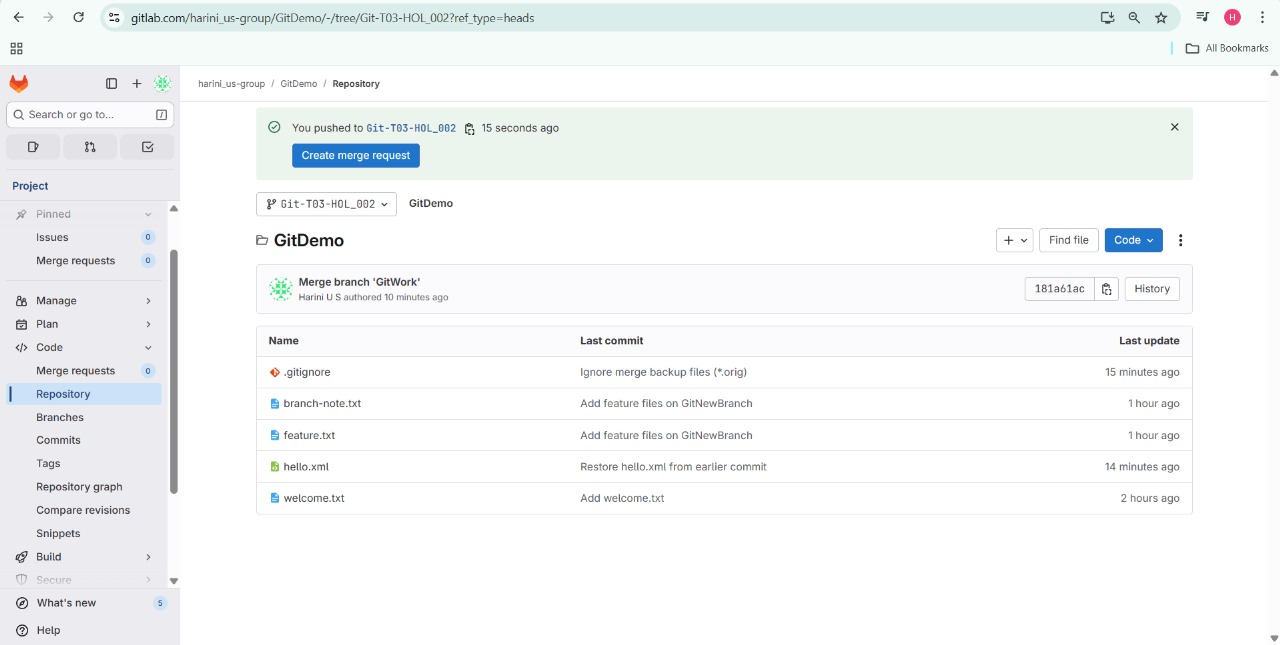 gitlab.com/harini_us-group/GitDemo/-/tree/Git-T03-HOL_002?ref_type=heads
H
All Bookmarks
Search or go to... /
Project
Pinned
Issues 0
Merge requests 0
Manage
Plan
Code
Merge requests 0
Repository
Branches
Commits
Tags
Repository graph
Compare revisions
Snippets
Build
Secure
What's new 5
Help
harini_us-group / GitDemo / Repository
You pushed to Git-T03-HOL_002 15 seconds ago
Create merge request
Git-T03-HOL_002 GitDemo
GitDemo
Find file
Code
Merge branch 'GitWork'
Harini U S authored 10 minutes ago
181a61ac
History
Name Last commit Last update
.gitignore Ignore merge backup files (*.orig) 15 minutes ago
branch-note.txt Add feature files on GitNewBranch 1 hour ago
feature.txt Add feature files on GitNewBranch 1 hour ago
hello.xml Restore hello.xml from earlier commit 14 minutes ago
welcome.txt Add welcome.txt 2 hours ago